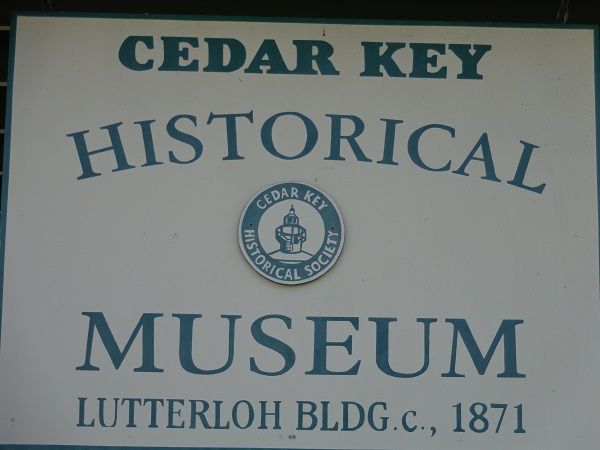 CEDAR KEY
HISTORICAL
CEDAR KEY
HISTORICAL SOCIETY
MUSEUM
LUTTERLOH BLDG.c., 1871